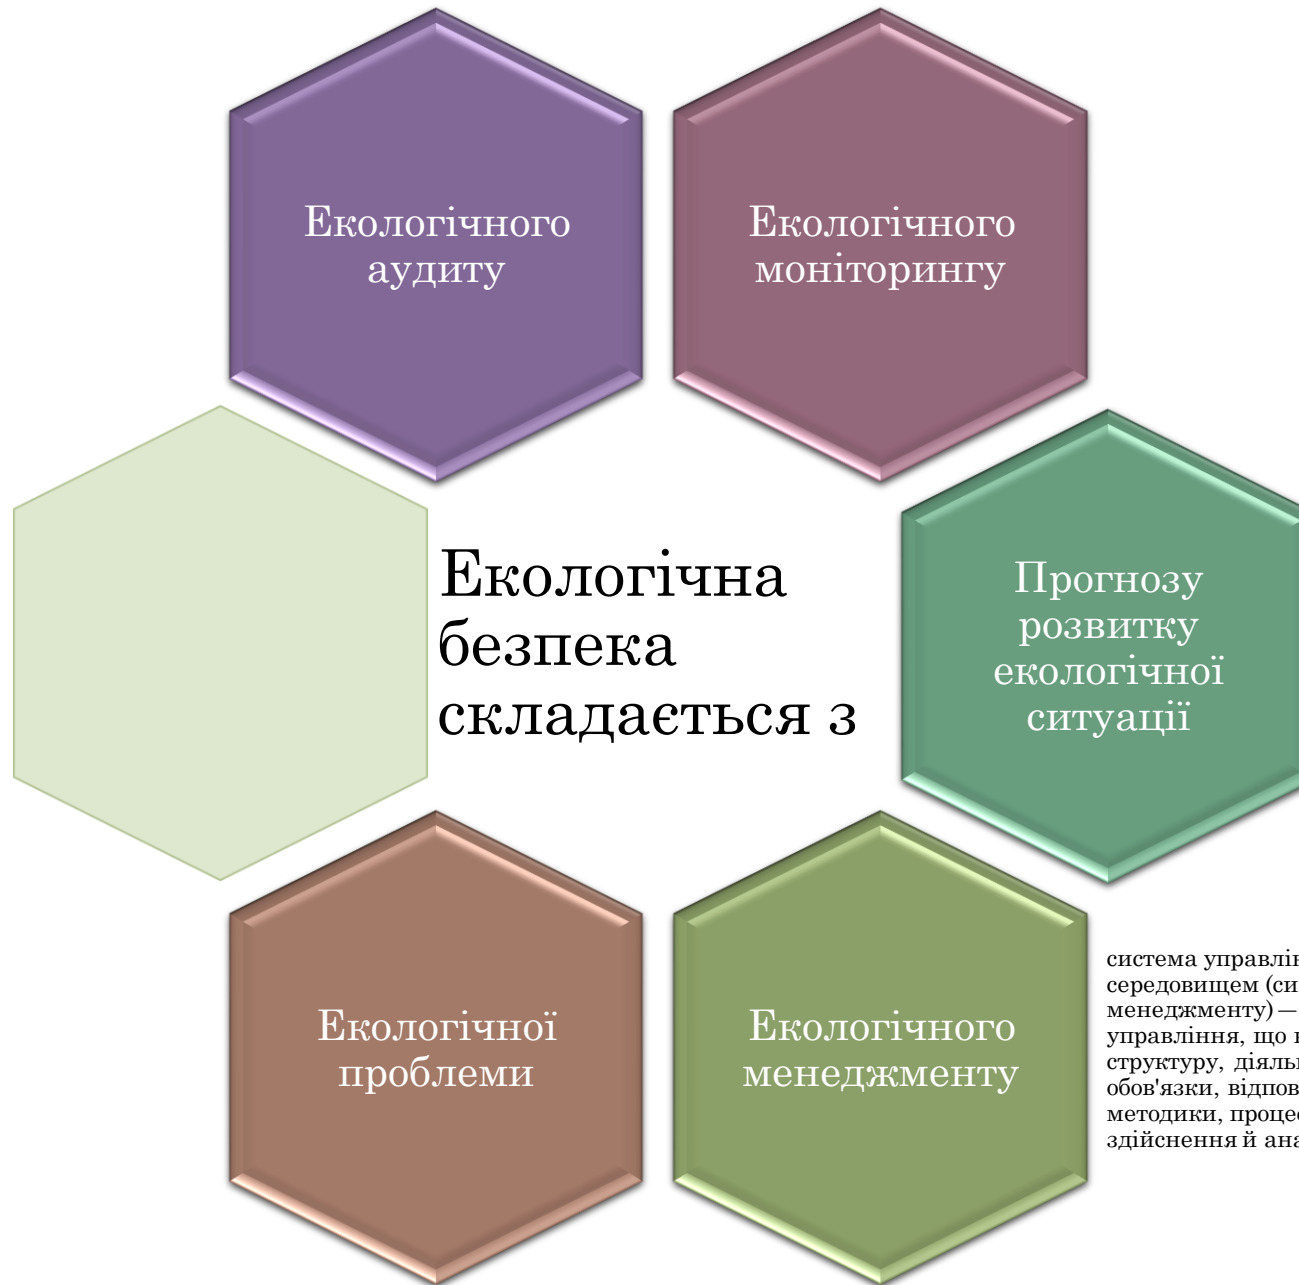 Екологічного
аудиту
Екологічного
моніторингу
Екологічна
безпека
складається з
Прогнозу
розвитку
екологічної
ситуації
Екологічної
проблеми
Екологічного
менеджменту
система
середовищем
менеджменту) —
управління, що
структуру,
обов'язки,
методики,
здійснення й